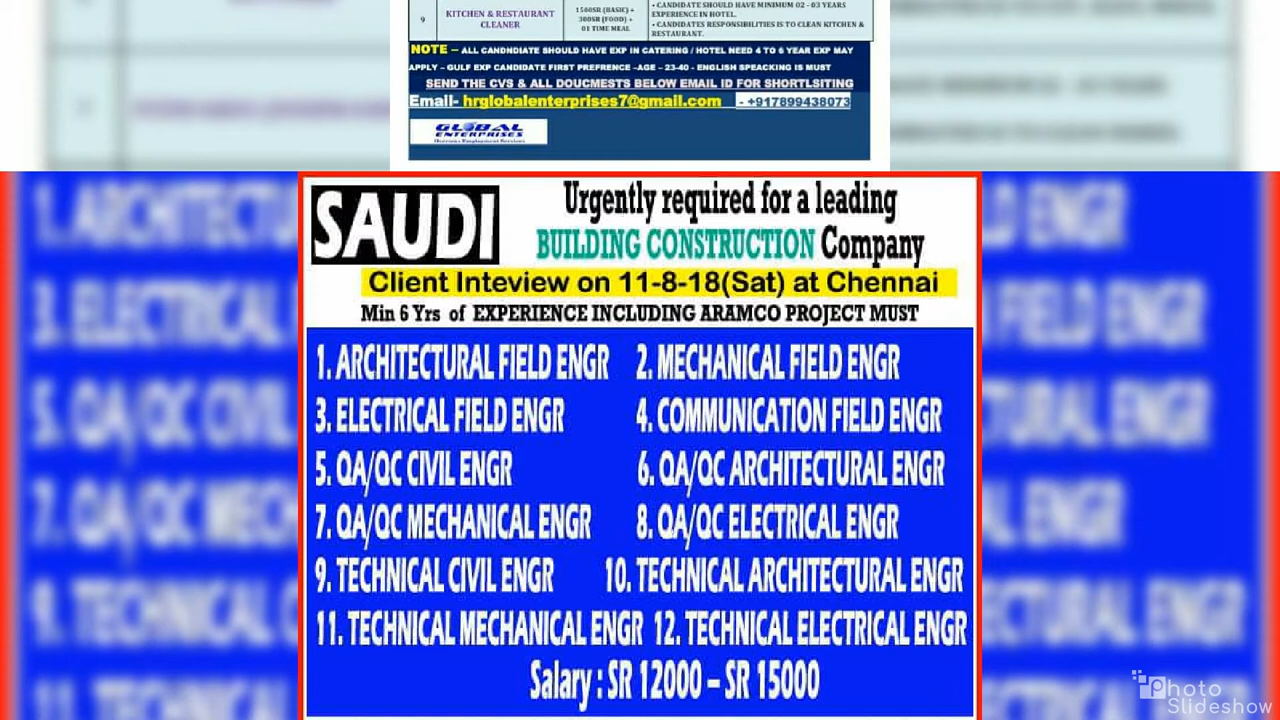 9
KITCHEN & RESTAURANT
CLEANER
1500SR (BASIC) +
300SR (FOOD) +
01 TIME MEAL
• CANDIDATE SHOULD HAVE MINIMUM 02 - 03 YEARS
EXPERIENCE IN HOTEL.
• CANDIDATES RESPONSIBILITIES IS TO CLEAN KITCHEN &
RESTAURANT.
NOTE – ALL CANDNDIATE SHOULD HAVE EXP IN CATERING / HOTEL NEED 4 TO 6 YEAR EXP MAY
APPLY – GULF EXP CANDIDATE FIRST PREFRENCE –AGE – 23-40 - ENGLISH SPEACKING IS MUST
SEND THE CVS & ALL DOUCMESTS BELOW EMAIL ID FOR SHORTLSITING
Email- hrglobalenterprises7@gmail.com - +917899438073
GLOBAL
ENTERPRISES
Overseas Employment Services
SAUDI
Urgently required for a leading
BUILDING CONSTRUCTION Company
Client Inteview on 11-8-18(Sat) at Chennai
Min 6 Yrs of EXPERIENCE INCLUDING ARAMCO PROJECT MUST
1. ARCHITECTURAL FIELD ENGR 2. MECHANICAL FIELD ENGR
3. ELECTRICAL FIELD ENGR 4. COMMUNICATION FIELD ENGR
5. QA/QC CIVIL ENGR 6. QA/QC ARCHITECTURAL ENGR
7. QA/QC MECHANICAL ENGR 8. QA/QC ELECTRICAL ENGR
9. TECHNICAL CIVIL ENGR 10. TECHNICAL ARCHITECTURAL ENGR
11. TECHNICAL MECHANICAL ENGR 12. TECHNICAL ELECTRICAL ENGR
Salary : SR 12000 – SR 15000
Photo
Slideshow